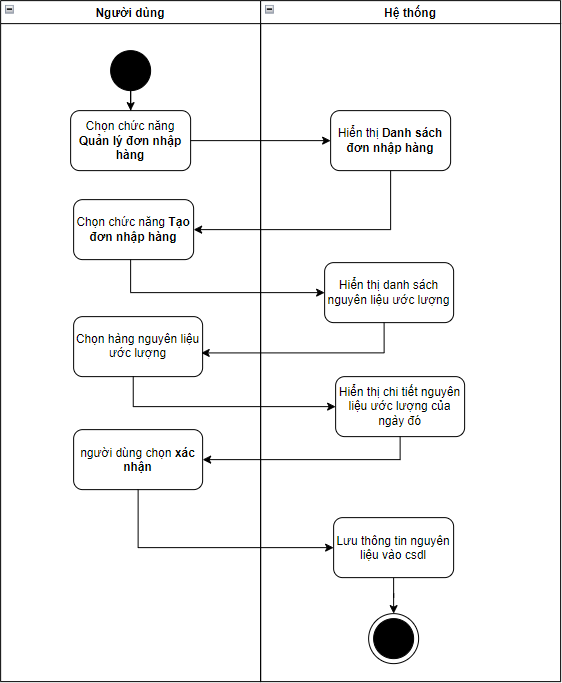 Người dùng
Hệ thống
Chọn chức năng
Quản lý đơn nhập
hàng
Hiển thị Danh sách
đơn nhập hàng
Chọn chức năng Tạo
đơn nhập hàng
Hiển thị danh sách
nguyên liệu ước lượng
Chọn hàng nguyên liệu
ước lượng
Hiển thị chi tiết nguyên
liệu ước lượng của
ngày đó
người dùng chọn xác
nhận
Lưu thông tin nguyên
liệu vào csdl